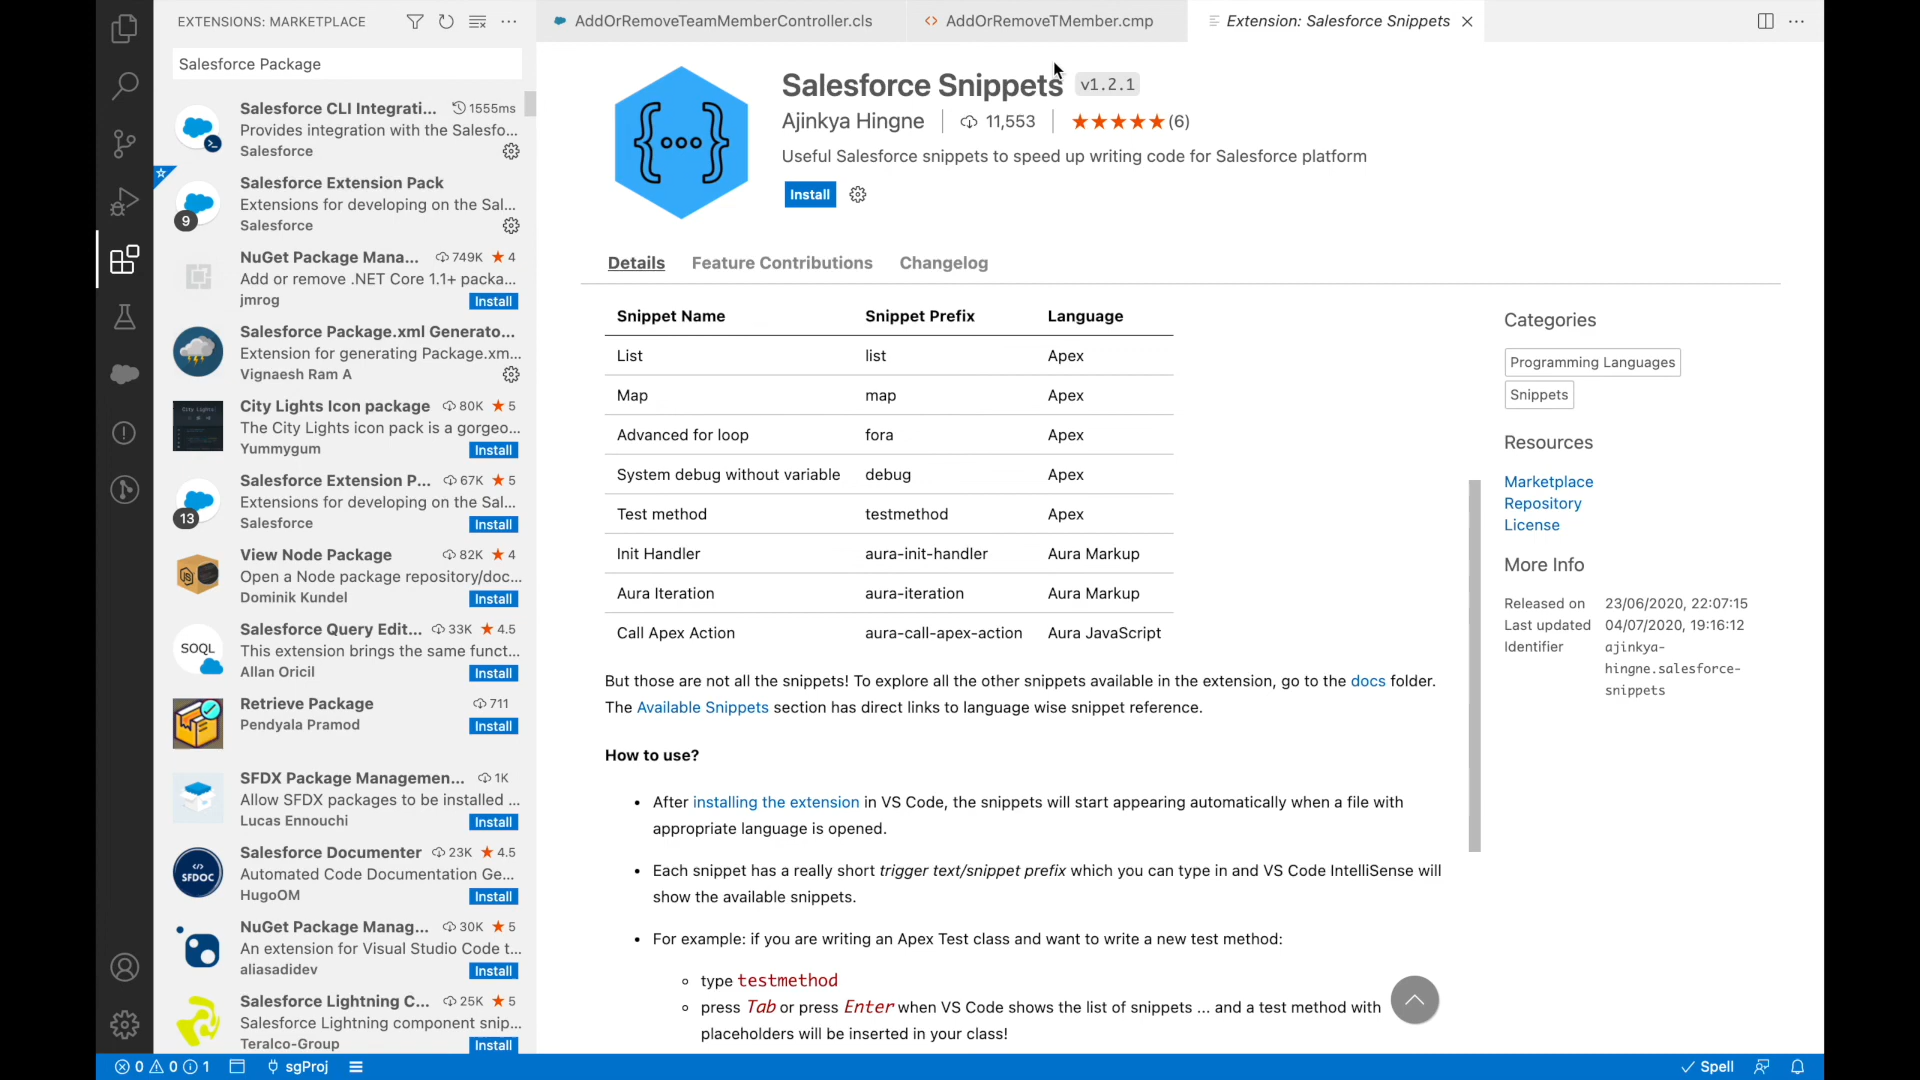 EXTENSIONS: MARKETPLACE
Salesforce Package
Salesforce CLI Integrati... 1555ms
Provides integration with the Salesfo...
Salesforce
Salesforce Extension Pack
Extensions for developing on the Sal...
9
Salesforce
NuGet Package Mana... 749K ★ 4
Add or remove .NET Core 1.1+ packa...
jmrog Install
Salesforce Package.xml Generato...
Extension for generating Package.xm...
Vignaesh Ram A
City Lights Icon package 80K ★ 5
City Lights
The City Lights icon pack is a gorgeo...
Yummygum Install
Salesforce Extension P... 67K ★ 5
Extensions for developing on the Sal...
13
Salesforce Install
View Node Package 82K ★ 4
Open a Node package repository/doc...
Dominik Kundel Install
Salesforce Query Edit... 33K ★ 4.5
SOQL
This extension brings the same funct...
Allan Oricil Install
Retrieve Package 711
Pendyala Pramod Install
SFDX Package Managemen... 1K
Allow SFDX packages to be installed ...
Lucas Ennouchi Install
Salesforce Documenter 23K ★ 4.5
</>
SFDOC
Automated Code Documentation Ge...
HugoOM Install
NuGet Package Manag... 30K ★ 5
An extension for Visual Studio Code t...
aliasadidev Install
Salesforce Lightning C... 25K ★ 5
Salesforce Lightning component snip...
Teralco-Group Install
AddOrRemoveTeamMemberController.cls
<> AddOrRemoveTMember.cmp
Extension: Salesforce Snippets
{...}
Salesforce Snippets v1.2.1
Ajinkya Hingne 11,553 ★★★★★(6)
Useful Salesforce snippets to speed up writing code for Salesforce platform
Install
Details Feature Contributions Changelog
Snippet Name Snippet Prefix Language
List list Apex
Map map Apex
Advanced for loop fora Apex
System debug without variable debug Apex
Test method testmethod Apex
Init Handler aura-init-handler Aura Markup
Aura Iteration aura-iteration Aura Markup
Call Apex Action aura-call-apex-action Aura JavaScript
But those are not all the snippets! To explore all the other snippets available in the extension, go to the docs folder.
The Available Snippets section has direct links to language wise snippet reference.
How to use?
• After installing the extension in VS Code, the snippets will start appearing automatically when a file with
appropriate language is opened.
• Each snippet has a really short trigger text/snippet prefix which you can type in and VS Code IntelliSense will
show the available snippets.
• For example: if you are writing an Apex Test class and want to write a new test method:
◦ type testmethod
◦ press Tab or press Enter when VS Code shows the list of snippets ... and a test method with
placeholders will be inserted in your class!
Categories
Programming Languages
Snippets
Resources
Marketplace
Repository
License
More Info
Released on 23/06/2020, 22:07:15
Last updated 04/07/2020, 19:16:12
Identifier ajinkya-
hingne.salesforce-
snippets
0 0 1 sgProj Spell